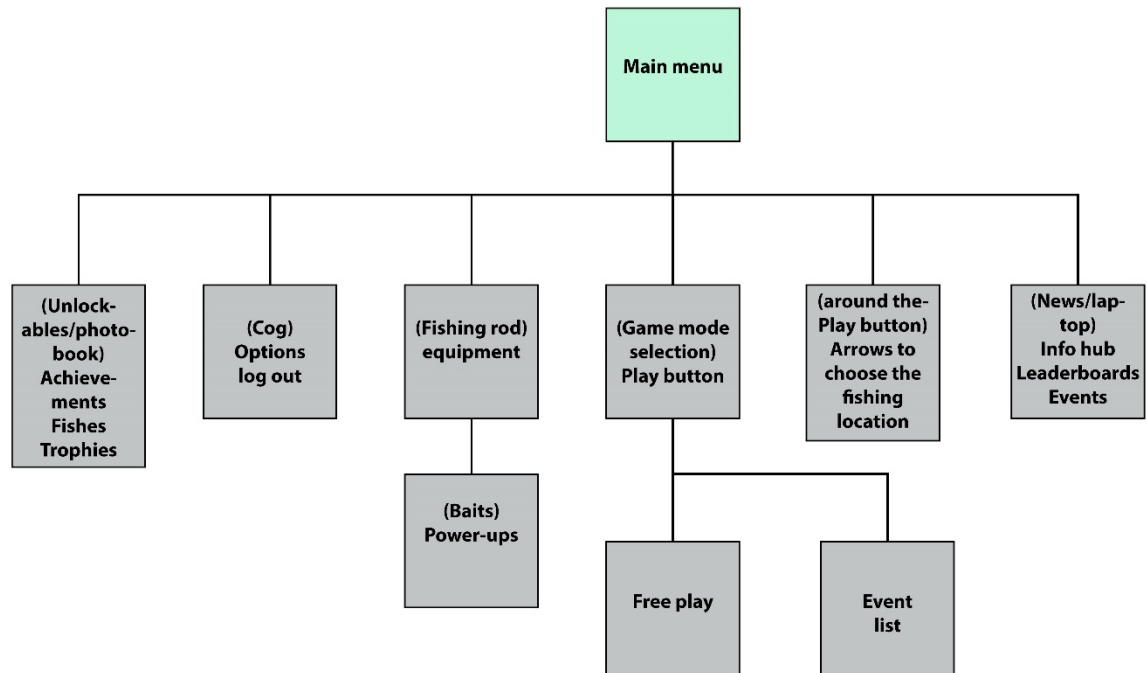 Main menu
(Unlock-
ables/photo-
book)
Achieve-
ments
Fishes
Trophies
(Cog)
Options
log out
(Fishing rod)
equipment
(Game mode
selection)
Play button
(around the-
Play button)
Arrows to
choose the
fishing
location
(News/lap-
top)
Info hub
Leaderboards
Events
(Baits)
Power-ups
Free play
Event
list